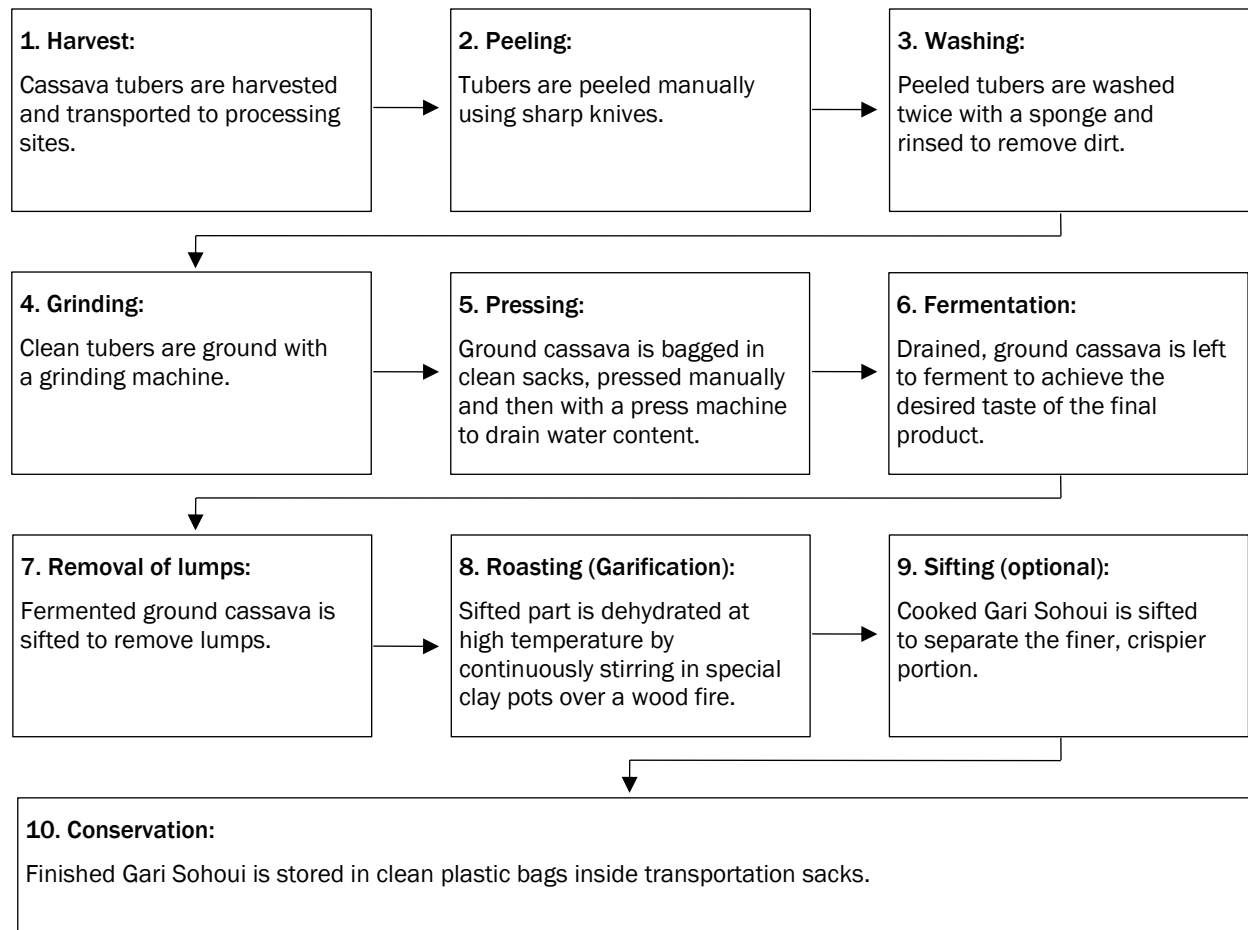 1. Harvest:
Cassava tubers are harvested
and transported to processing
sites.
2. Peeling:
Tubers are peeled manually
using sharp knives.
3. Washing:
Peeled tubers are washed
twice with a sponge and
rinsed to remove dirt.
4. Grinding:
Clean tubers are ground with
a grinding machine.
5. Pressing:
Ground cassava is bagged in
clean sacks, pressed manually
and then with a press machine
to drain water content.
6. Fermentation:
Drained, ground cassava is left
to ferment to achieve the
desired taste of the final
product.
7. Removal of lumps:
Fermented ground cassava is
sifted to remove lumps.
8. Roasting (Garification):
Sifted part is dehydrated at
high temperature by
continuously stirring in special
clay pots over a wood fire.
9. Sifting (optional):
Cooked Gari Sohoui is sifted
to separate the finer, crispier
portion.
10. Conservation:
Finished Gari Sohoui is stored in clean plastic bags inside transportation sacks.